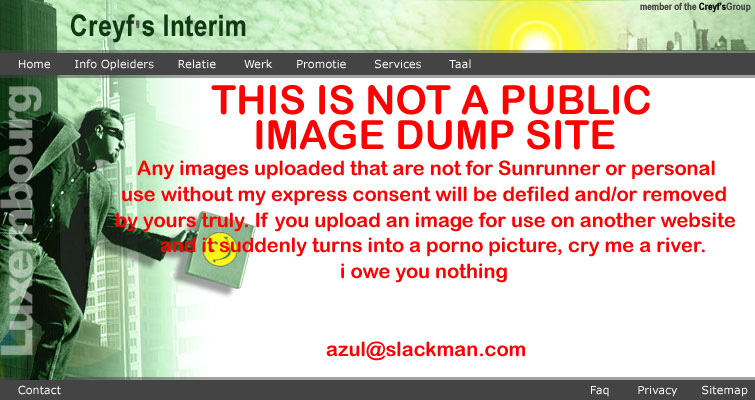 member of the Creyf'sGroup
Creyf's Interim
Home Info Opleiders Relatie Werk Promotie Services Taal
Luxembourg
THIS IS NOT A PUBLIC
IMAGE DUMP SITE
Any images uploaded that are not for Sunrunner or personal
use without my express consent will be defiled and/or removed
by yours truly. If you upload an image for use on another website
and it suddenly turns into a porno picture, cry me a river.
i owe you nothing
azul@slackman.com
Contact Faq Privacy Sitemap